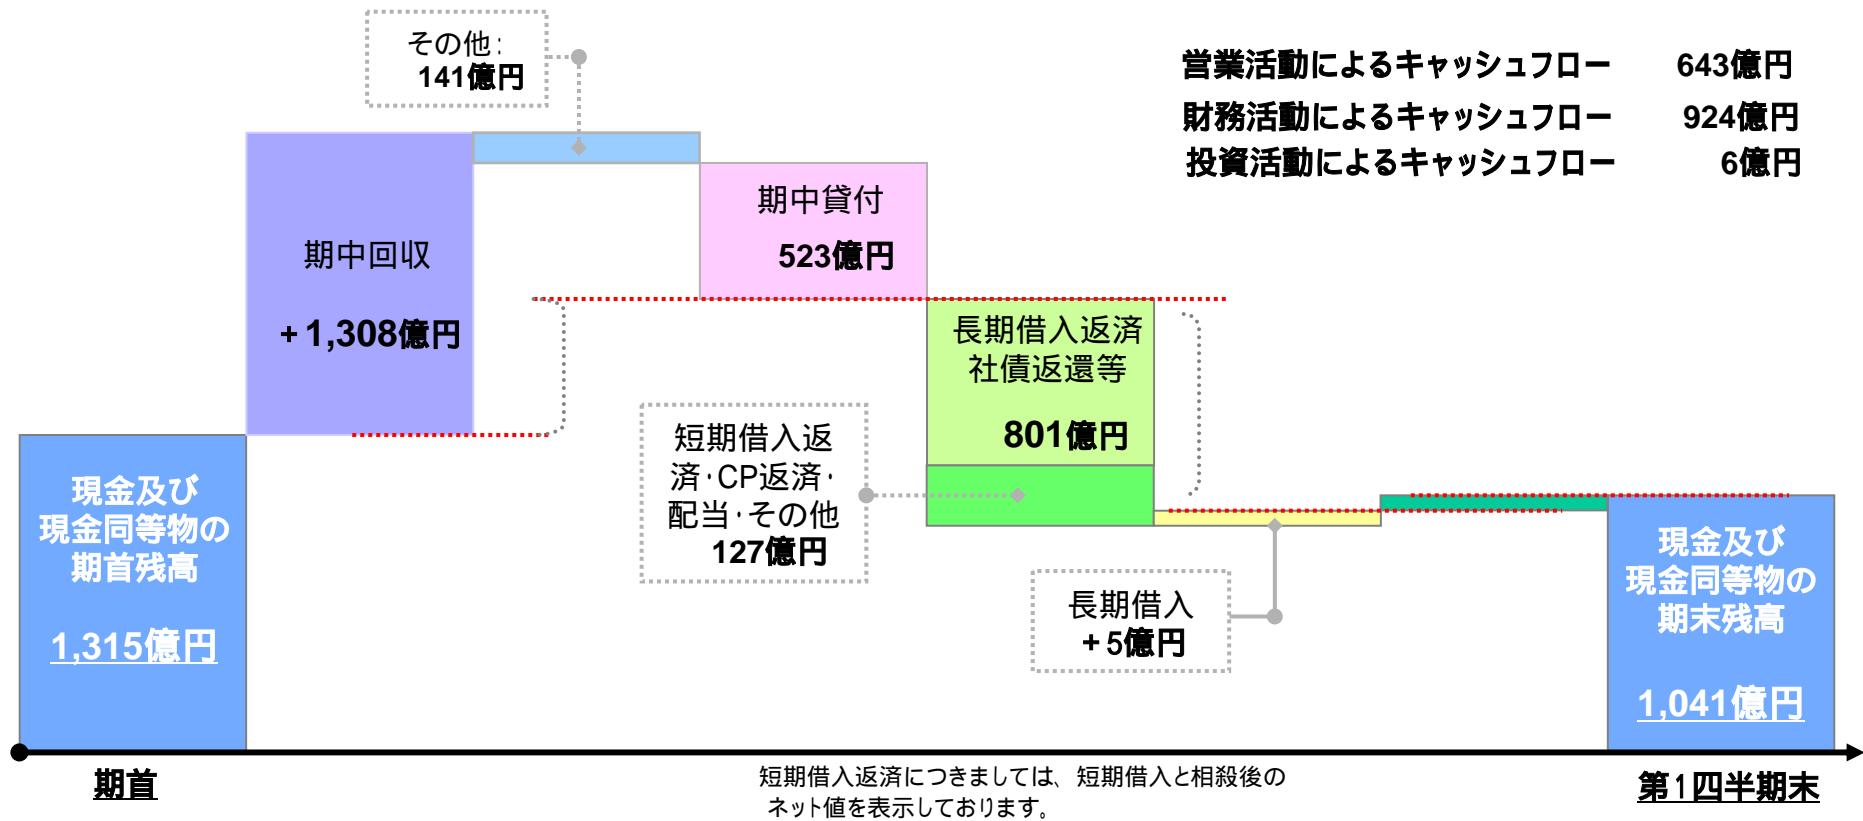 その他:
141億円
営業活動によるキャッシュフロー 643億円
財務活動によるキャッシュフロー 924億円
投資活動によるキャッシュフロー 6億円
期中回収
+1,308億円
期中貸付
523億円
長期借入返済
社債返還等
801億円
短期借入返
済・CP返済・
配当・その他
127億円
長期借入
+5億円
現金及び
現金同等物の
期首残高
1,315億円
現金及び
現金同等物の
期末残高
1,041億円
期首
短期借入返済につきましては、短期借入と相殺後の
ネット値を表示しております。
第1四半期末